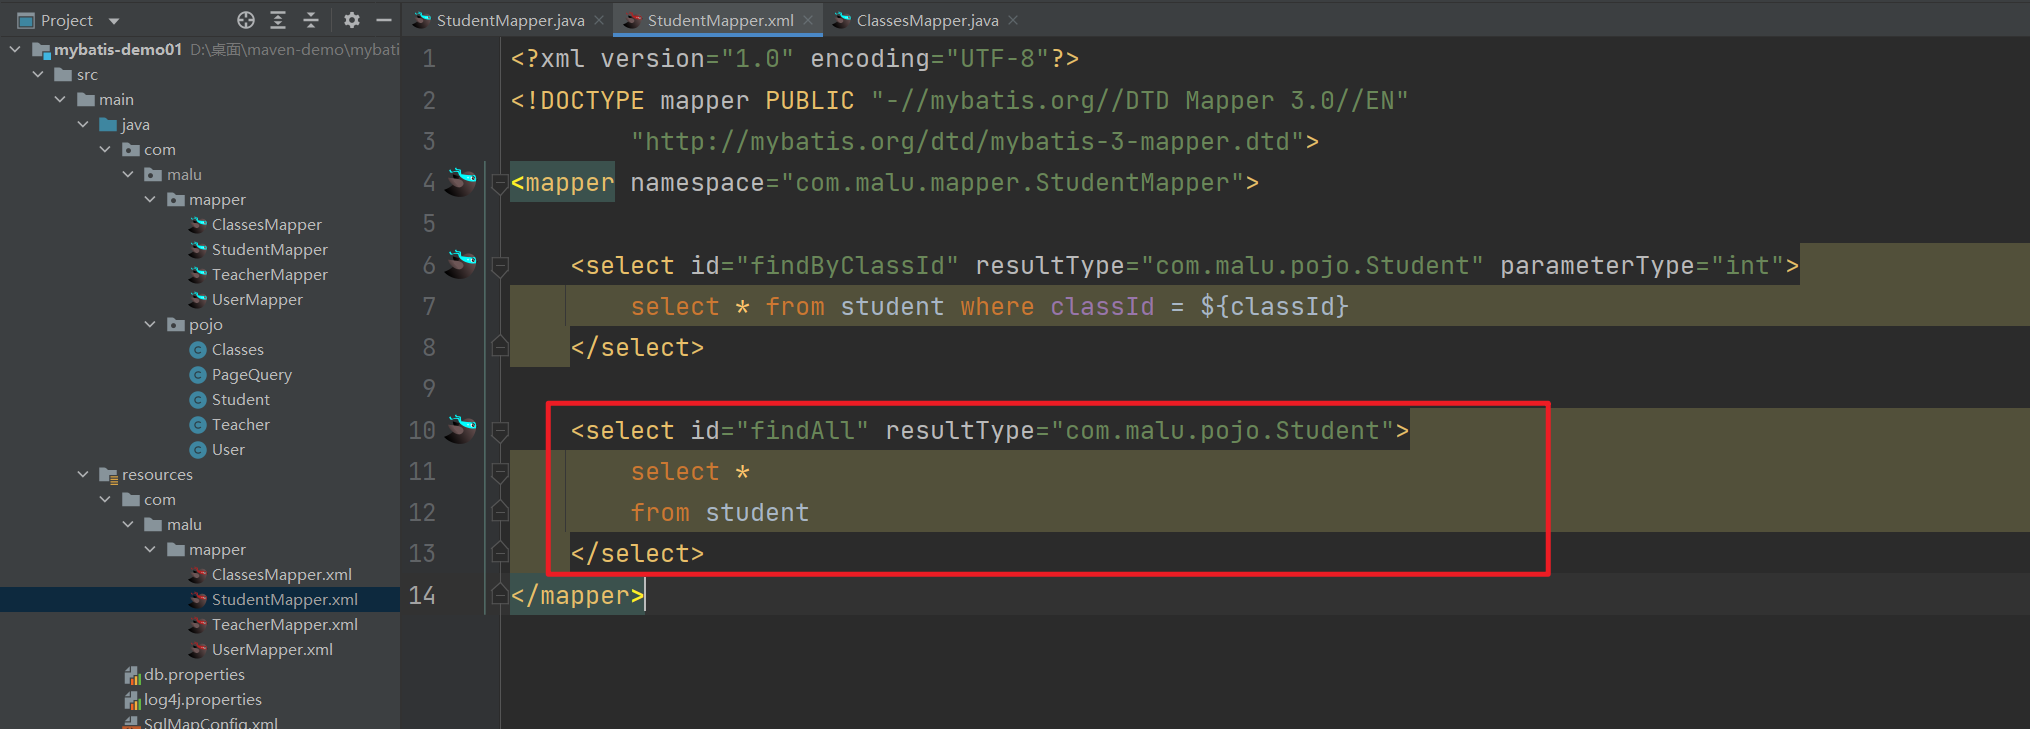 Project
StudentMapper.java
StudentMapper.xml
ClassesMapper.java
mybatis-demo01 D:\桌面\maven-demo\mybati
src
main
java
com
malu
mapper
ClassesMapper
StudentMapper
TeacherMapper
UserMapper
pojo
Classes
PageQuery
Student
Teacher
User
resources
com
malu
mapper
ClassesMapper.xml
StudentMapper.xml
TeacherMapper.xml
UserMapper.xml
db.properties
log4j.properties
SqlMapConfig.xml
1 <?xml version="1.0" encoding="UTF-8"?>
2 <!DOCTYPE mapper PUBLIC "-//mybatis.org//DTD Mapper 3.0//EN"
3 "http://mybatis.org/dtd/mybatis-3-mapper.dtd">
4 <mapper namespace="com.malu.mapper.StudentMapper">
5
6 <select id="findByClassId" resultType="com.malu.pojo.Student" parameterType="int">
7 select * from student where classId = ${classId}
8 </select>
9
10 <select id="findAll" resultType="com.malu.pojo.Student">
11 select *
12 from student
13 </select>
14 </mapper>